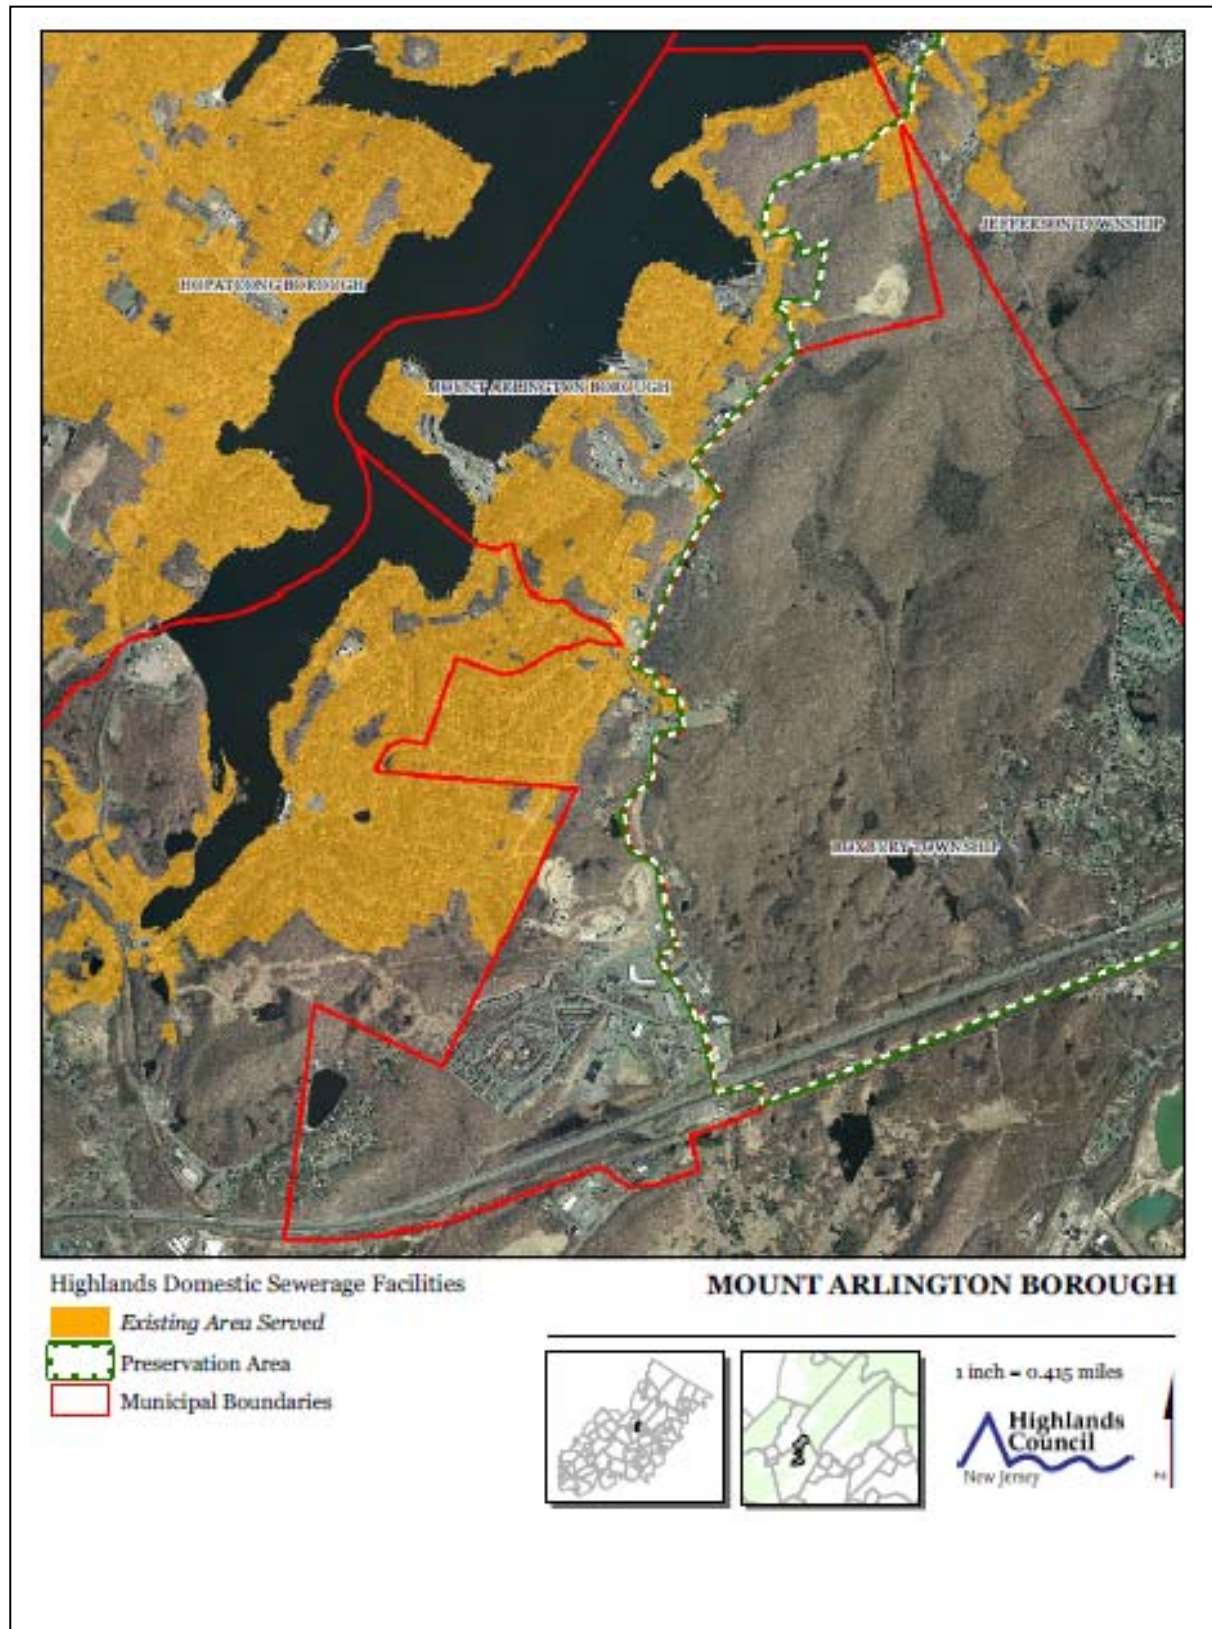 JEFFERSON TOWNSHIP
HOPATCONG BOROUGH
MOUNT ARLINGTON BOROUGH
ROXBURY TOWNSHIP
Highlands Domestic Sewerage Facilities
MOUNT ARLINGTON BOROUGH
Existing Area Served
Preservation Area
Municipal Boundaries
1 inch = 0.415 miles
Highlands
Council
New Jersey
N